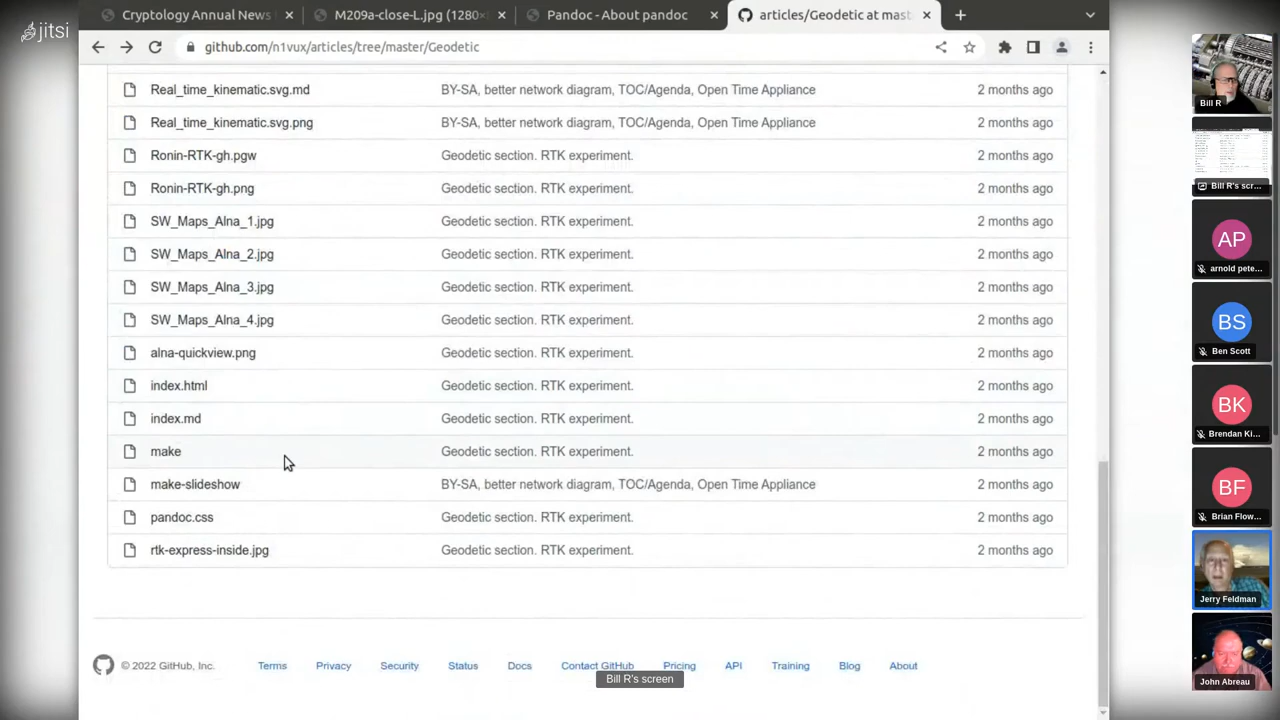 jitsi
Cryptology Annual News
M209a-close-L.jpg (1280×
Pandoc - About pandoc
articles/Geodetic at mast
github.com/n1vux/articles/tree/master/Geodetic
Real_time_kinematic.svg.md BY-SA, better network diagram, TOC/Agenda, Open Time Appliance 2 months ago
Real_time_kinematic.svg.png BY-SA, better network diagram, TOC/Agenda, Open Time Appliance 2 months ago
Ronin-RTK-gh.pgw Geodetic section. RTK experiment. 2 months ago
Ronin-RTK-gh.png Geodetic section. RTK experiment. 2 months ago
SW_Maps_Alna_1.jpg Geodetic section. RTK experiment. 2 months ago
SW_Maps_Alna_2.jpg Geodetic section. RTK experiment. 2 months ago
SW_Maps_Alna_3.jpg Geodetic section. RTK experiment. 2 months ago
SW_Maps_Alna_4.jpg Geodetic section. RTK experiment. 2 months ago
alna-quickview.png Geodetic section. RTK experiment. 2 months ago
index.html Geodetic section. RTK experiment. 2 months ago
index.md Geodetic section. RTK experiment. 2 months ago
make Geodetic section. RTK experiment. 2 months ago
make-slideshow BY-SA, better network diagram, TOC/Agenda, Open Time Appliance 2 months ago
pandoc.css Geodetic section. RTK experiment. 2 months ago
rtk-express-inside.jpg Geodetic section. RTK experiment. 2 months ago
© 2022 GitHub, Inc. Terms Privacy Security Status Docs Contact GitHub Pricing API Training Blog About
Bill R's screen
Bill R
Bill R's scr...
AP
arnold pete...
BS
Ben Scott
BK
Brendan Ki...
BF
Brian Flow...
Jerry Feldman
John Abreau